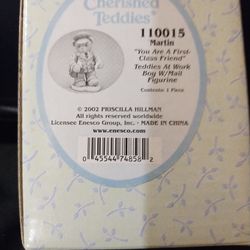 Cherished
Teddies
110015
Martin
"You Are A First-
Class Friend"
Teddies At Work
Boy W/Mail
Figurine
Contents: 1 Piece
© 2002 PRISCILLA HILLMAN
All rights reserved worldwide
Licensee Enesco Group, Inc. - MADE IN CHINA
www.enesco.com
0 45544 74858 2